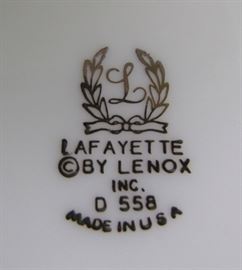 L
LAFAYETTE
©BY LENOX
INC.
D 558
MADE IN USA